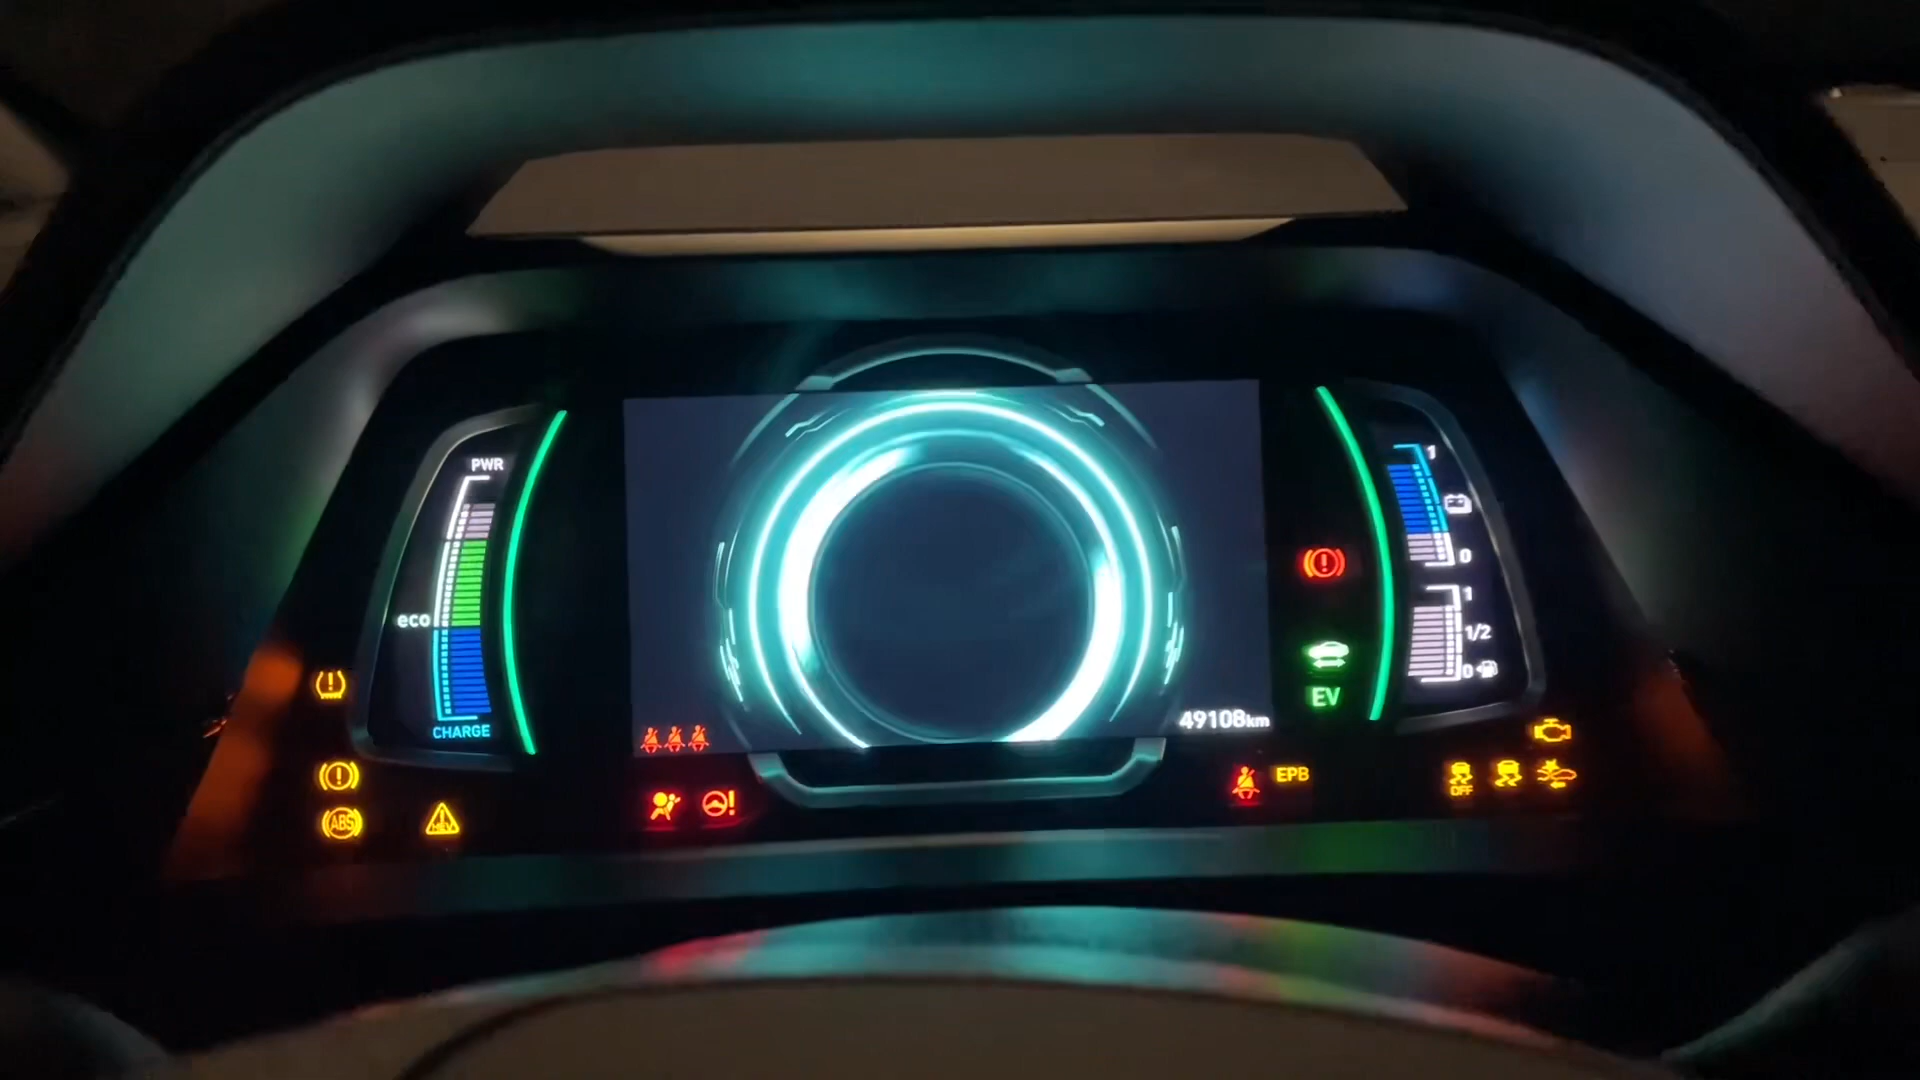 PWR
eco
CHARGE
ABS
49108km
EV
EPB
OFF
1
0
1
1/2
0